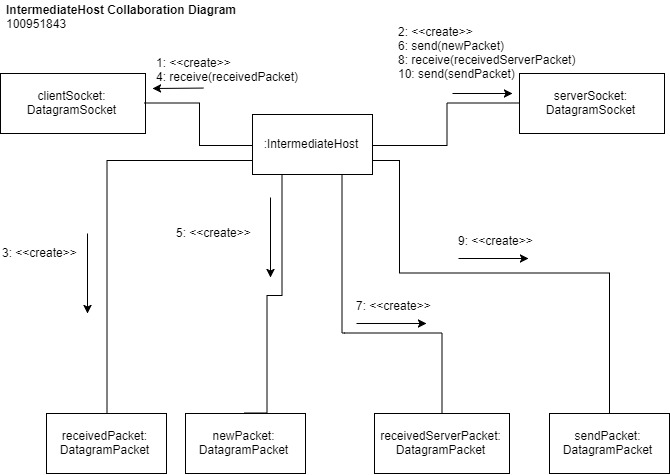 IntermediateHost Collaboration Diagram
100951843
1: <<create>>
4: receive(receivedPacket)
2: <<create>>
6: send(newPacket)
8: receive(receivedServerPacket)
10: send(sendPacket)
clientSocket:
DatagramSocket
serverSocket:
DatagramSocket
:IntermediateHost
3: <<create>>
5: <<create>>
9: <<create>>
7: <<create>>
receivedPacket:
DatagramPacket
newPacket:
DatagramPacket
receivedServerPacket:
DatagramPacket
sendPacket:
DatagramPacket